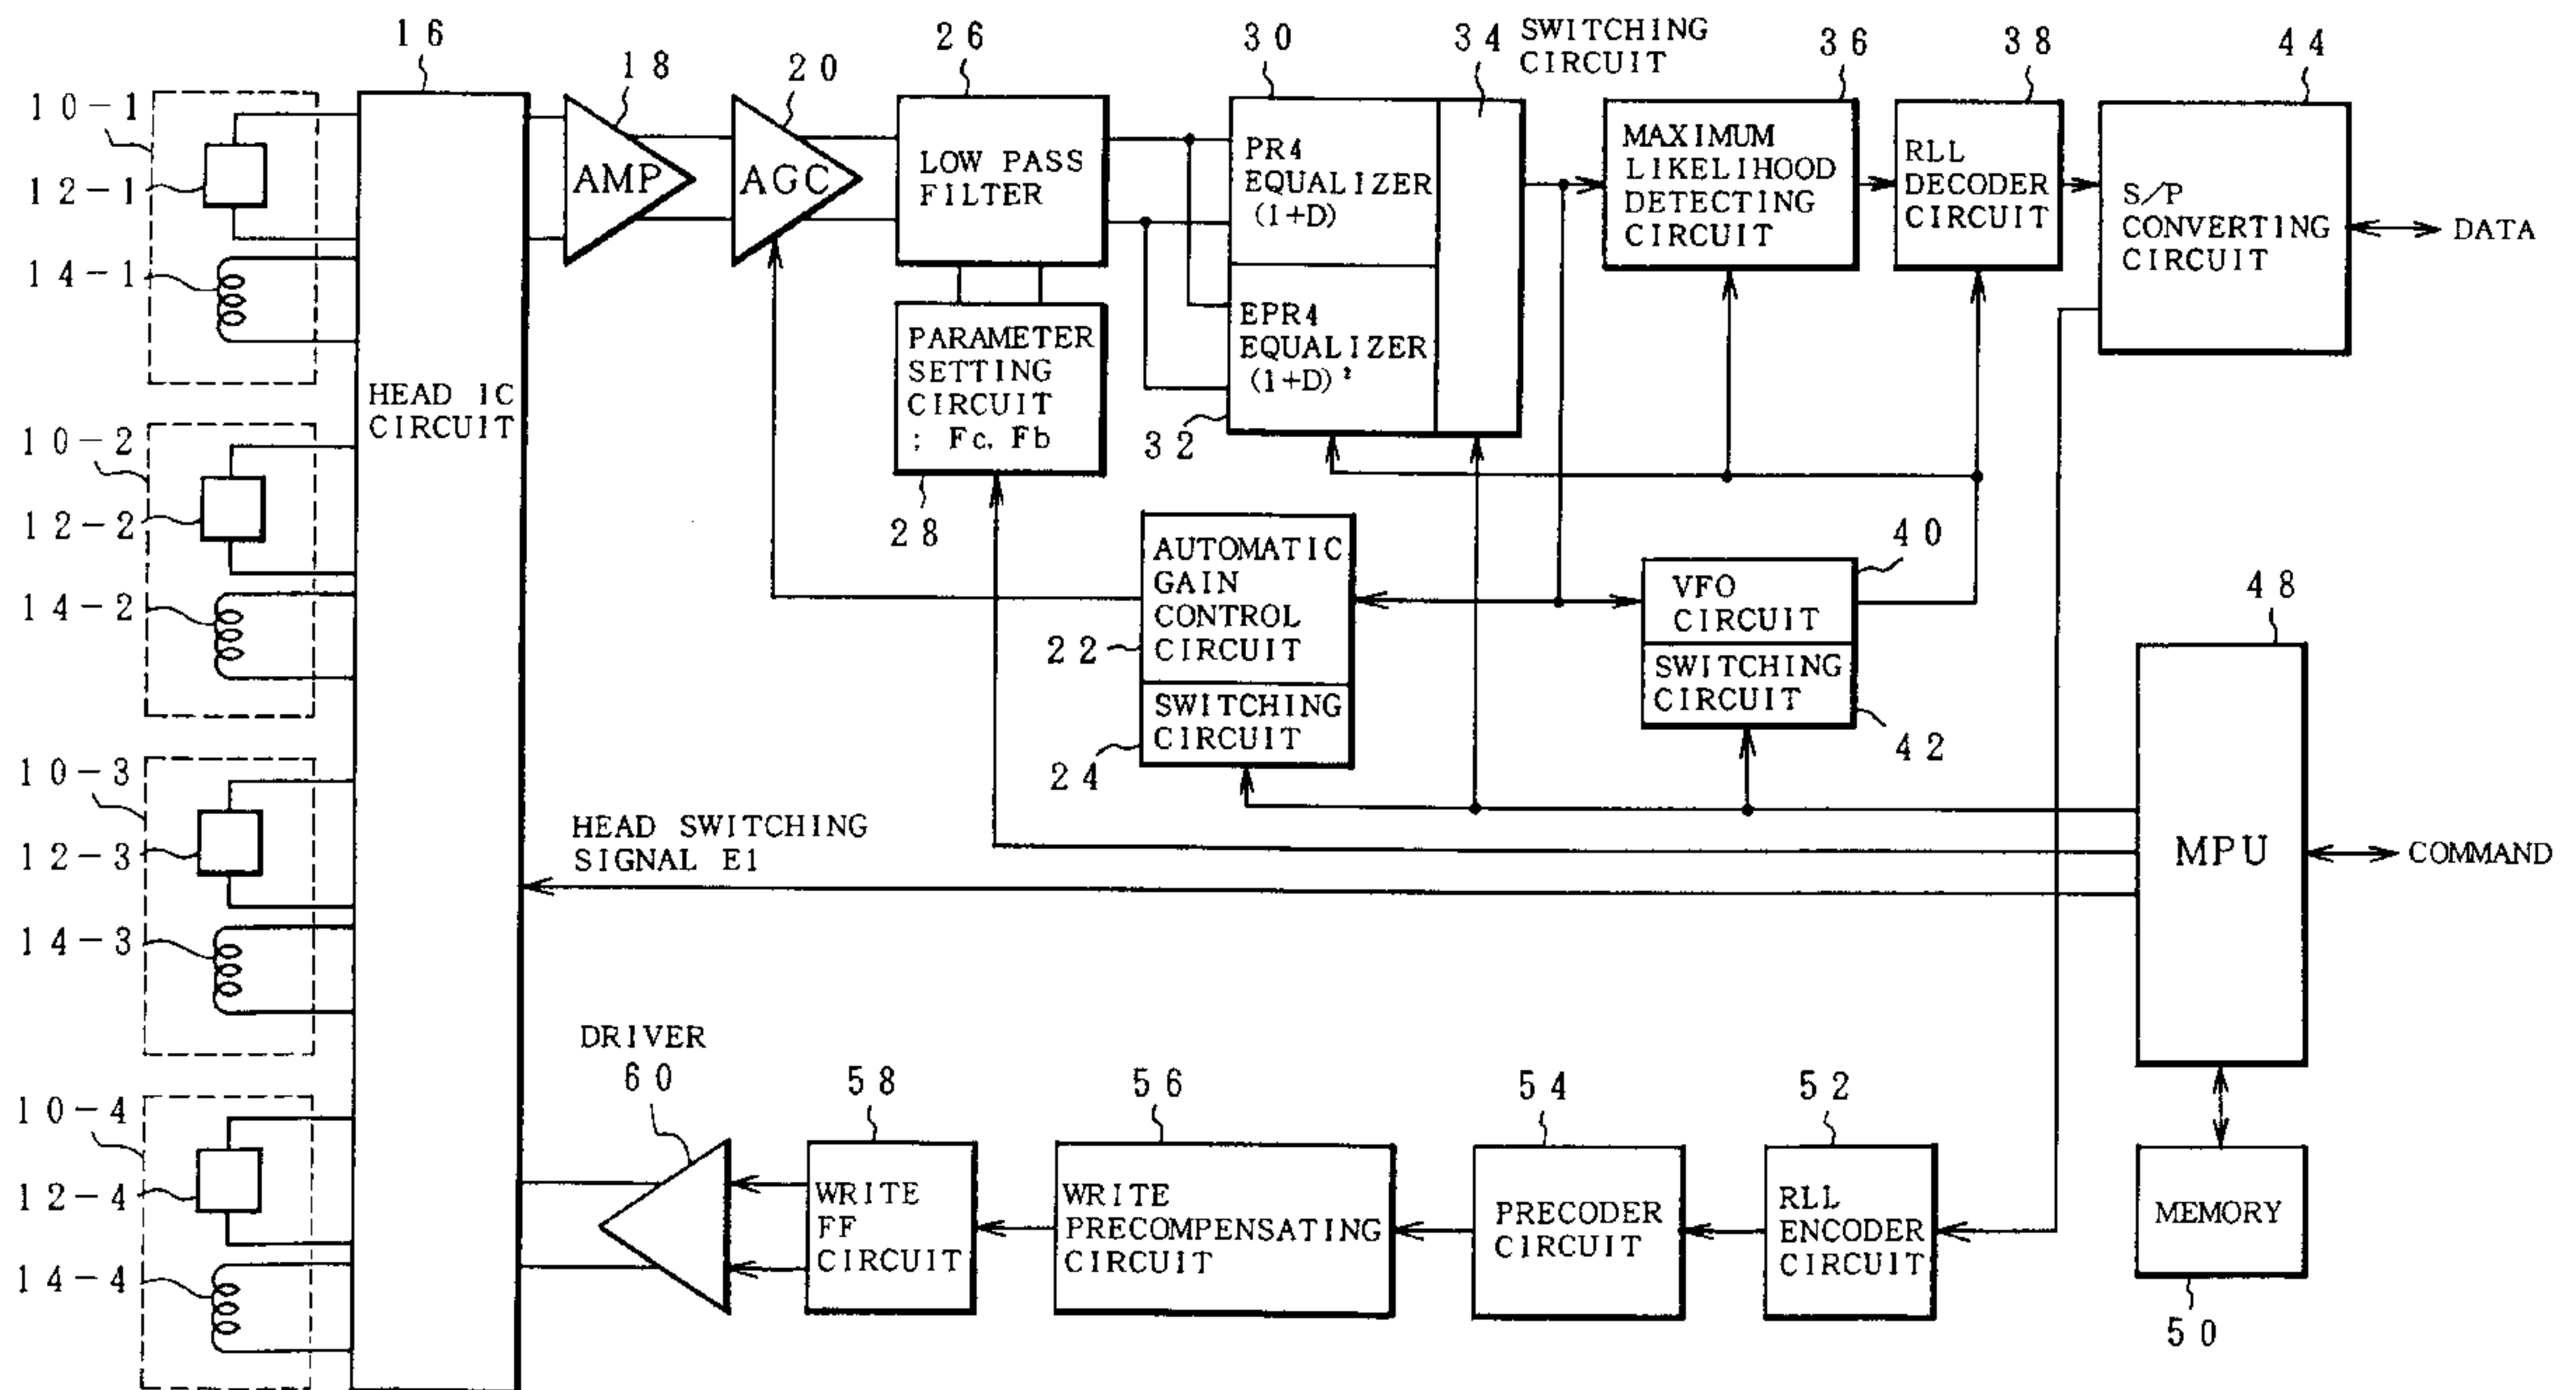 16
18
20
26
30
34
SWITCHING
CIRCUIT
36
38
44
10-1
12-1
14-1
AMP
AGC
LOW PASS
FILTER
PR4
EQUALIZER
(1+D)
EPR4
EQUALIZER
(1+D)²
32
MAXIMUM
LIKELIHOOD
DETECTING
CIRCUIT
RLL
DECODER
CIRCUIT
S/P
CONVERTING
CIRCUIT
DATA
PARAMETER
SETTING
CIRCUIT
; Fc, Fb
28
HEAD IC
CIRCUIT
10-2
12-2
14-2
AUTOMATIC
GAIN
CONTROL
CIRCUIT
22
SWITCHING
CIRCUIT
24
40
VFO
CIRCUIT
SWITCHING
CIRCUIT
42
48
MPU
COMMAND
10-3
12-3
14-3
HEAD SWITCHING
SIGNAL E1
DRIVER
60
58
56
54
52
10-4
12-4
14-4
WRITE
FF
CIRCUIT
WRITE
PRECOMPENSATING
CIRCUIT
PRECODER
CIRCUIT
RLL
ENCODER
CIRCUIT
MEMORY
50